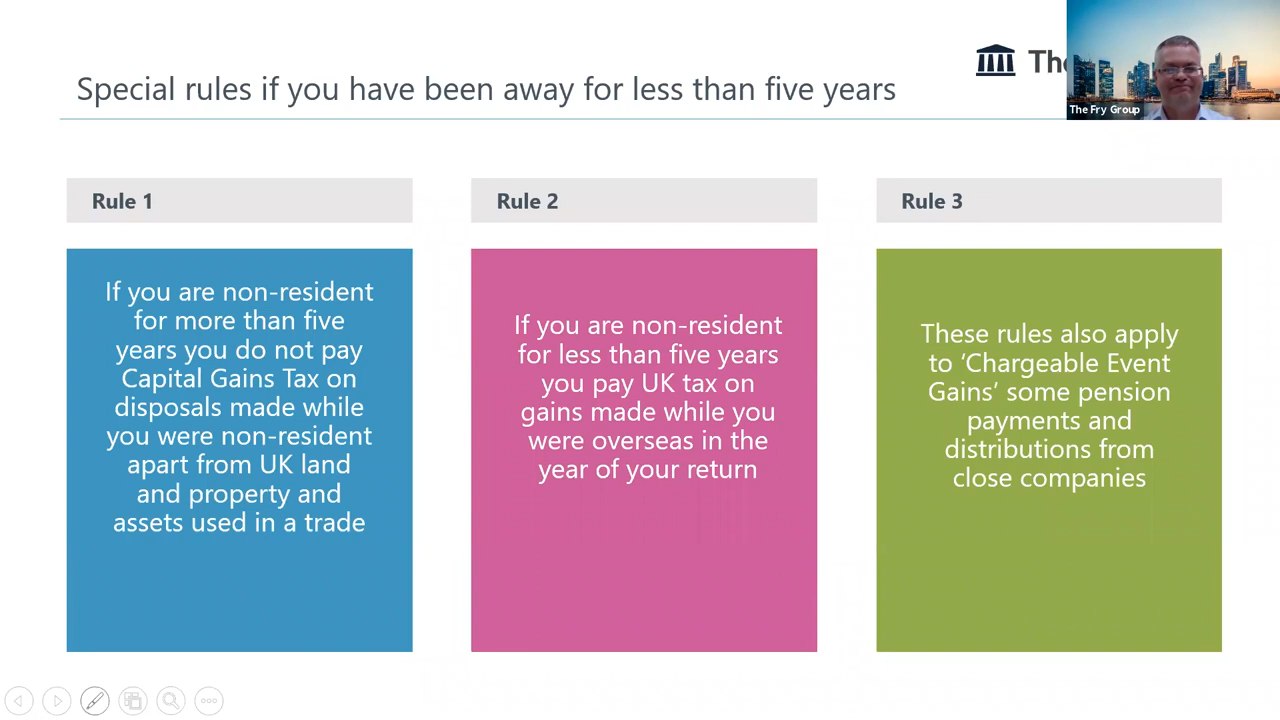 The Fry Group
Special rules if you have been away for less than five years
Rule 1
If you are non-resident
for more than five
years you do not pay
Capital Gains Tax on
disposals made while
you were non-resident
apart from UK land
and property and
assets used in a trade
Rule 2
If you are non-resident
for less than five years
you pay UK tax on
gains made while you
were overseas in the
year of your return
Rule 3
These rules also apply
to ‘Chargeable Event
Gains’ some pension
payments and
distributions from
close companies